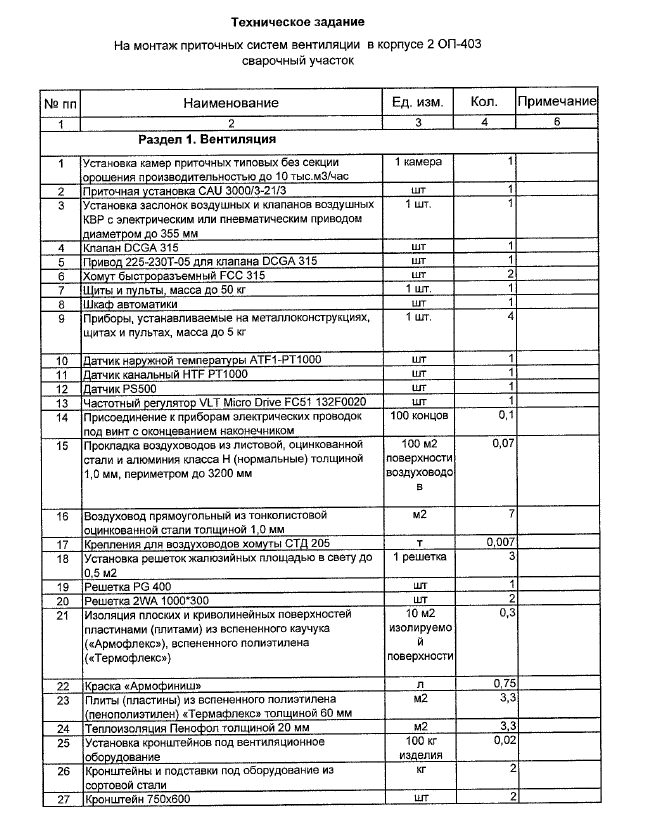 Техническое задание
На монтаж приточных систем вентиляции в корпусе 2 ОП-403
сварочный участок
№ пп Наименование Ед. изм. Кол. Примечание
1 2 3 4 6
Раздел 1. Вентиляция
1 Установка камер приточных типовых без секции 1 камера 1
орошения производительностью до 10 тыс.м3/час
2 Приточная установка CAU 3000/3-21/3 шт 1
3 Установка заслонок воздушных и клапанов воздушных 1 шт. 1
КВР с электрическим или пневматическим приводом
диаметром до 355 мм
4 Клапан DCGA 315 шт 1
5 Привод 225-230Т-05 для клапана DCGA 315 шт 1
6 Хомут быстроразъемный FCC 315 шт 2
7 Щиты и пульты, масса до 50 кг 1 шт. 1
8 Шкаф автоматики шт 1
9 Приборы, устанавливаемые на металлоконструкциях, 1 шт. 4
щитах и пультах, масса до 5 кг
10 Датчик наружной температуры ATF1-PT1000 шт 1
11 Датчик канальный HTF PT1000 шт 1
12 Датчик PS500 шт 1
13 Частотный регулятор VLT Micro Drive FC51 132F0020 шт 1
14 Присоединение к приборам электрических проводок 100 концов 0,1
под винт с оконцеванием наконечником
15 Прокладка воздуховодов из листовой, оцинкованной 100 м2 0,07
стали и алюминия класса Н (нормальные) толщиной поверхности
1,0 мм, периметром до 3200 мм воздуховодо
в
16 Воздуховод прямоугольный из тонколистовой м2 7
оцинкованной стали толщиной 1,0 мм
17 Крепления для воздуховодов хомуты СТД 205 т 0,007
18 Установка решеток жалюзийных площадью в свету до 1 решетка 3
0,5 м2
19 Решетка PG 400 шт 1
20 Решетка 2WA 1000*300 шт 2
21 Изоляция плоских и криволинейных поверхностей 10 м2 0,3
пластинами (плитами) из вспененного каучука изолируемо
(«Армофлекс»), вспененного полиэтилена й
(«Термофлекс») поверхности
22 Краска «Армофиниш» л 0,75
23 Плиты (пластины) из вспененного полиэтилена м2 3,3
(пенополиэтилен) «Термафлекс» толщиной 60 мм
24 Теплоизоляция Пенофол толщиной 20 мм м2 3,3
25 Установка кронштейнов под вентиляционное 100 кг 0,02
оборудование изделия
26 Кронштейны и подставки под оборудование из кг 2
сортовой стали
27 Кронштейн 750х600 шт 2